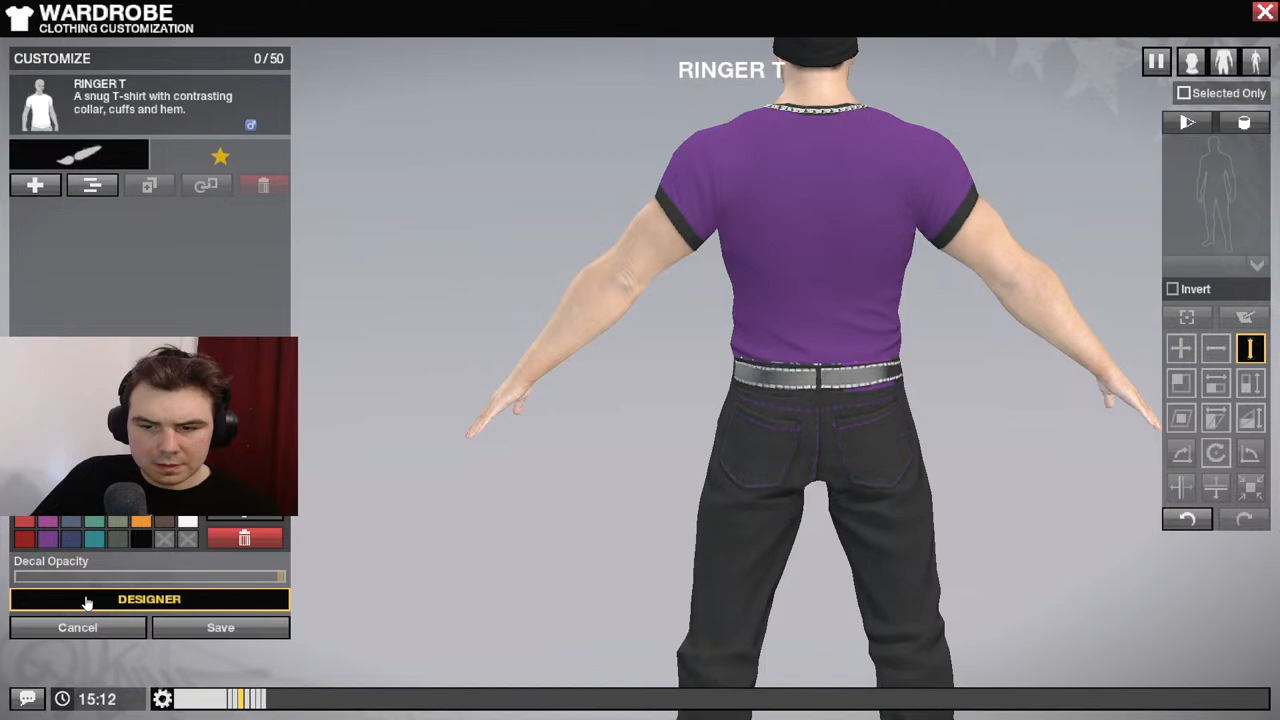 WARDROBE
CLOTHING CUSTOMIZATION
CUSTOMIZE 0/50
RINGER T
A snug T-shirt with contrasting
collar, cuffs and hem.
RINGER T
Selected Only
Invert
Decal Opacity
DESIGNER
Cancel Save
15:12